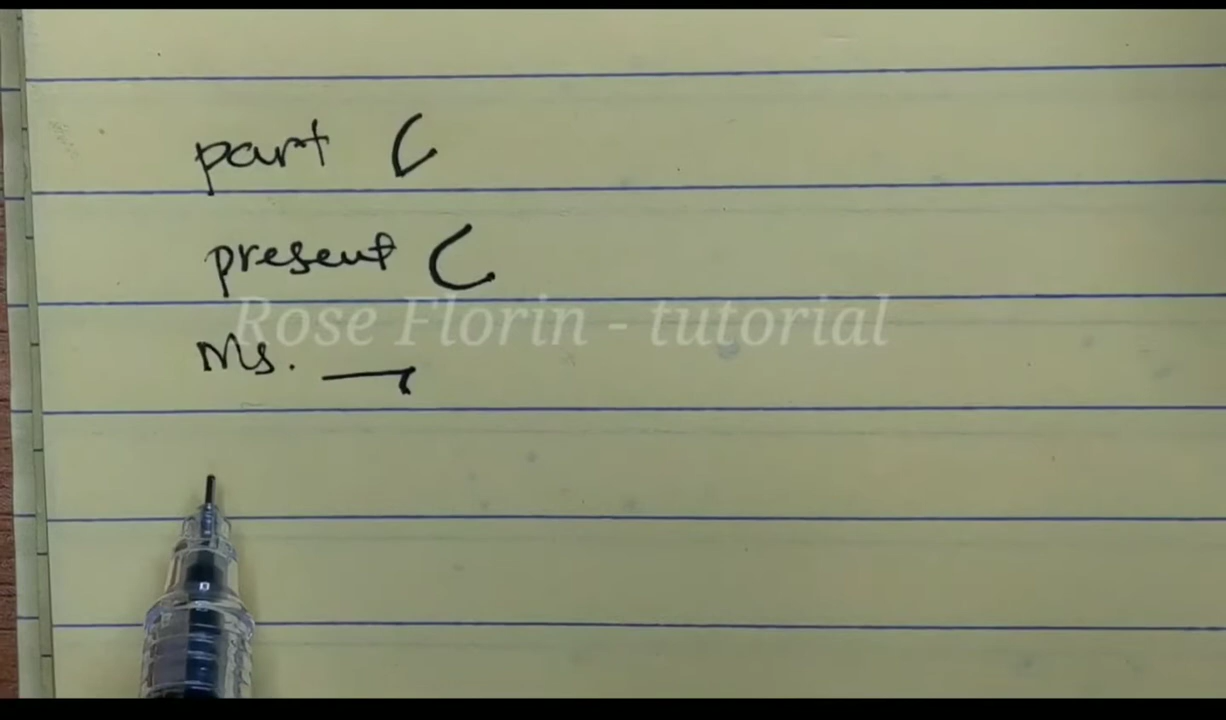 part
present
Rose Florin - tutorial
Ms.